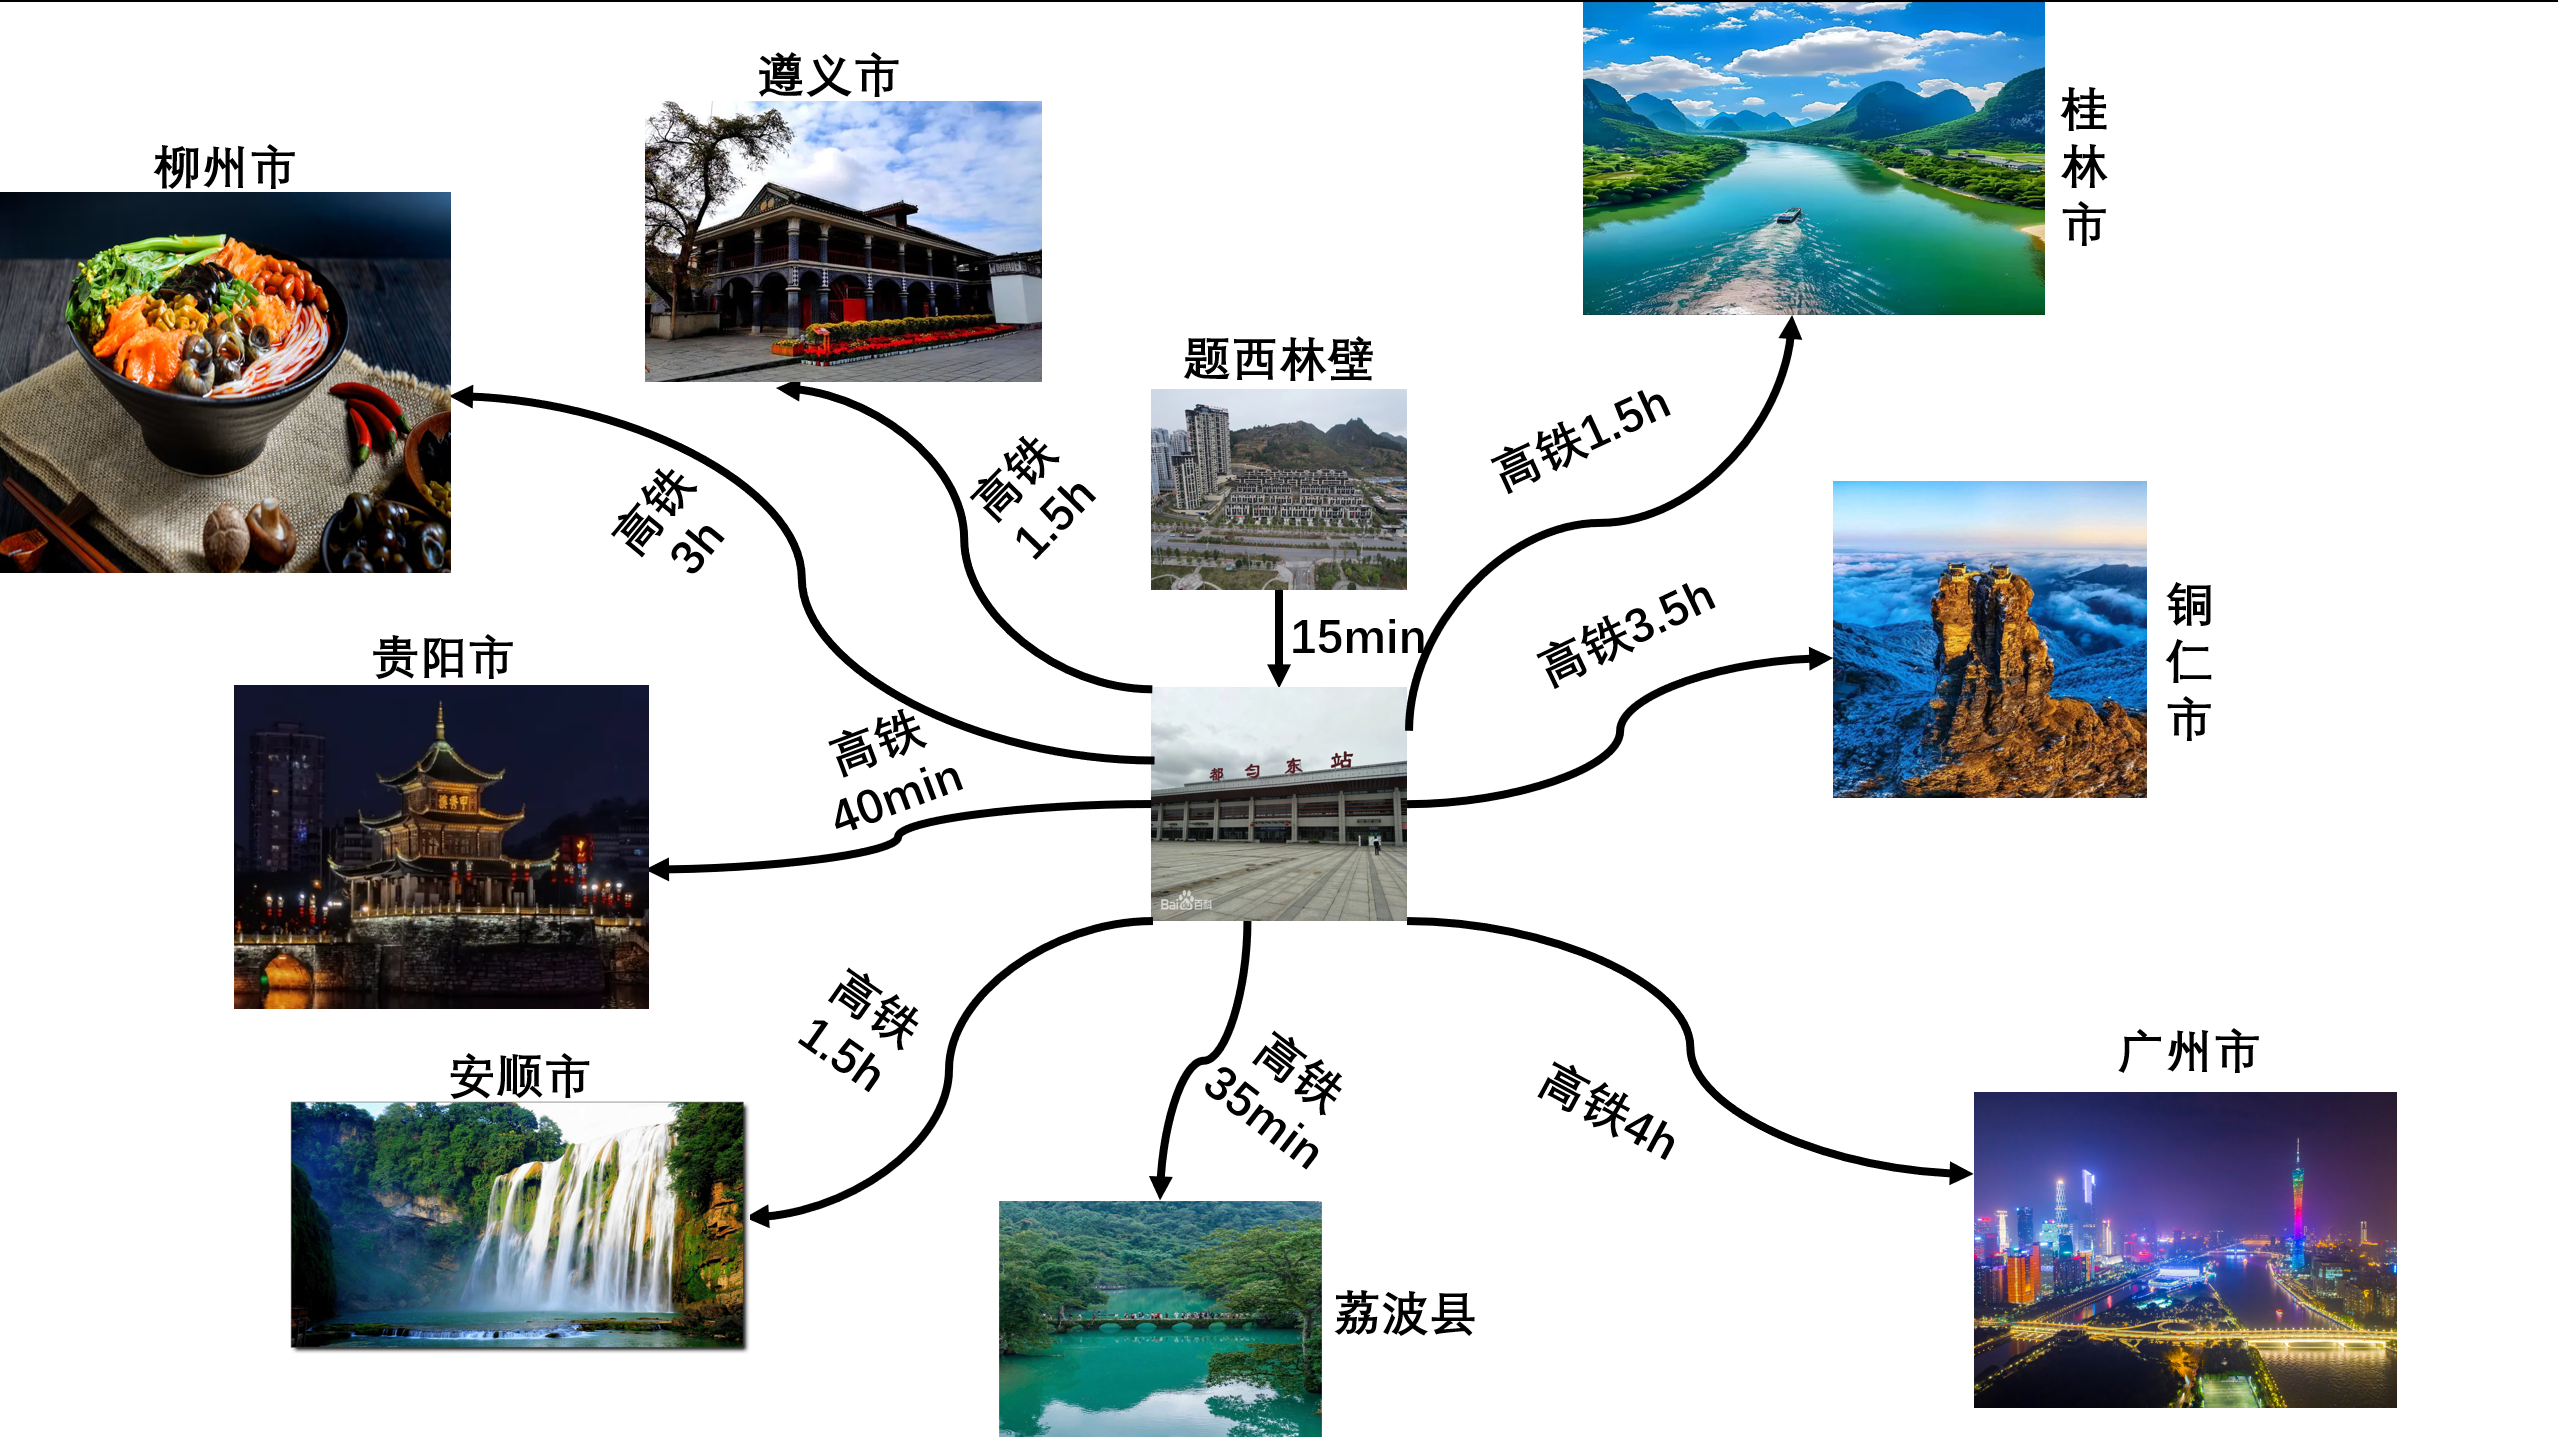 遵义市
桂林市
柳州市
题西林壁
高铁1.5h
高铁
3h
高铁
1.5h
15min
高铁3.5h
铜仁市
贵阳市
高铁
40min
都匀东站
甲秀楼
Bai百科
高铁
1.5h
高铁
35min
高铁4h
安顺市
广州市
荔波县